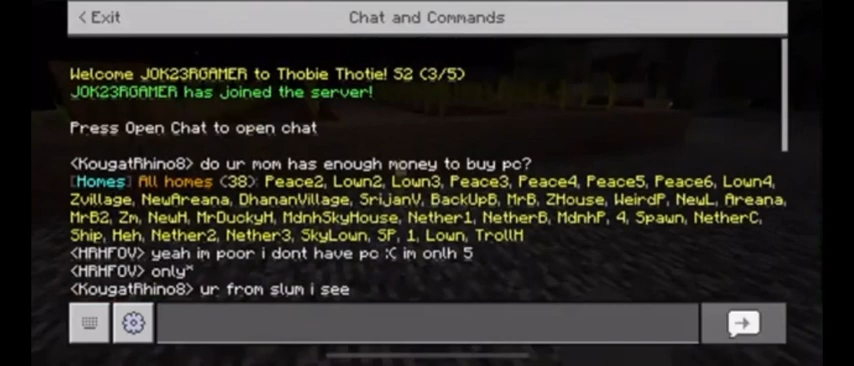 < Exit
Chat and Commands
Welcome JOK23RGAMER to Thobie Thotie! S2 (3/5)
JOK23RGAMER has joined the server!
Press Open Chat to open chat
<KougatRhino8> do ur mom has enough money to buy pc?
[Homes] All homes (38): Peace2, Lown2, Lown3, Peace3, Peace4, Peace5, Peace6, Lown4,
Zvillage, NewAreana, DhananVillage, SrijanV, BackUpB, MrB, ZHouse, WeirdP, NewL, Areana,
MrB2, Zm, NewH, MrDuckyH, MdnhSkyHouse, Nether1, NetherB, MdnhP, 4, Spawn, NetherC,
Ship, Heh, Nether2, Nether3, SkyLown, SP, 1, Lown, TrollH
<HRHFOV> yeah im poor i dont have pc :C im onlh 5
<HRHFOV> only*
<KougatRhino8> ur from slum i see